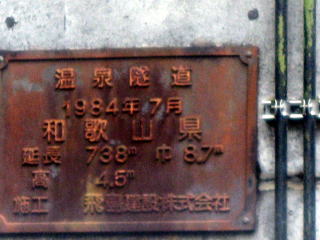 温泉隧道
1984年7月
和歌山県
延長 738m 巾 8.7m
高 4.5m
施工 飛島建設株式会社